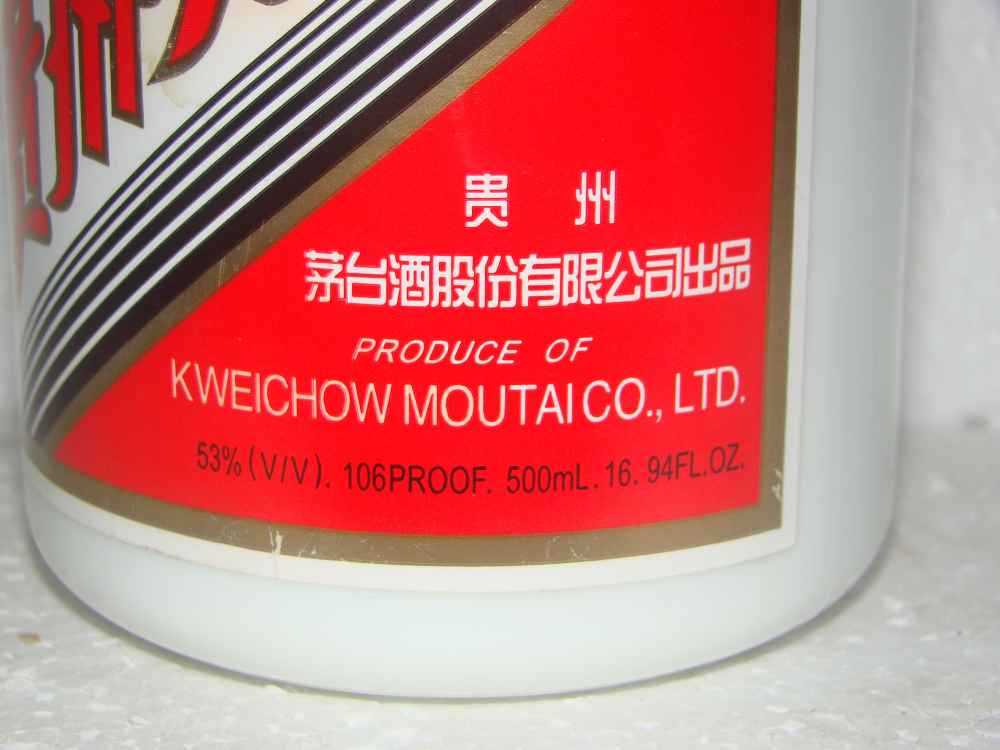 贵州
茅台酒股份有限公司出品
PRODUCE OF
KWEICHOW MOUTAI CO., LTD.
53% (V/V). 106PROOF. 500mL. 16. 94FL.OZ.